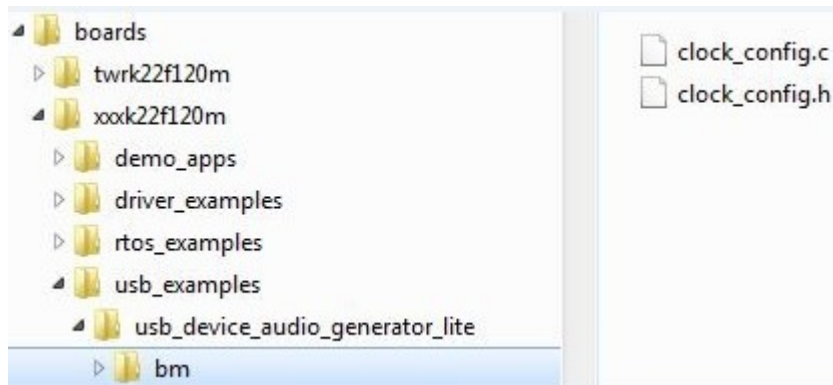 boards
twrk22f120m
xxxk22f120m
demo_apps
driver_examples
rtos_examples
usb_examples
usb_device_audio_generator_lite
bm
clock_config.c
clock_config.h